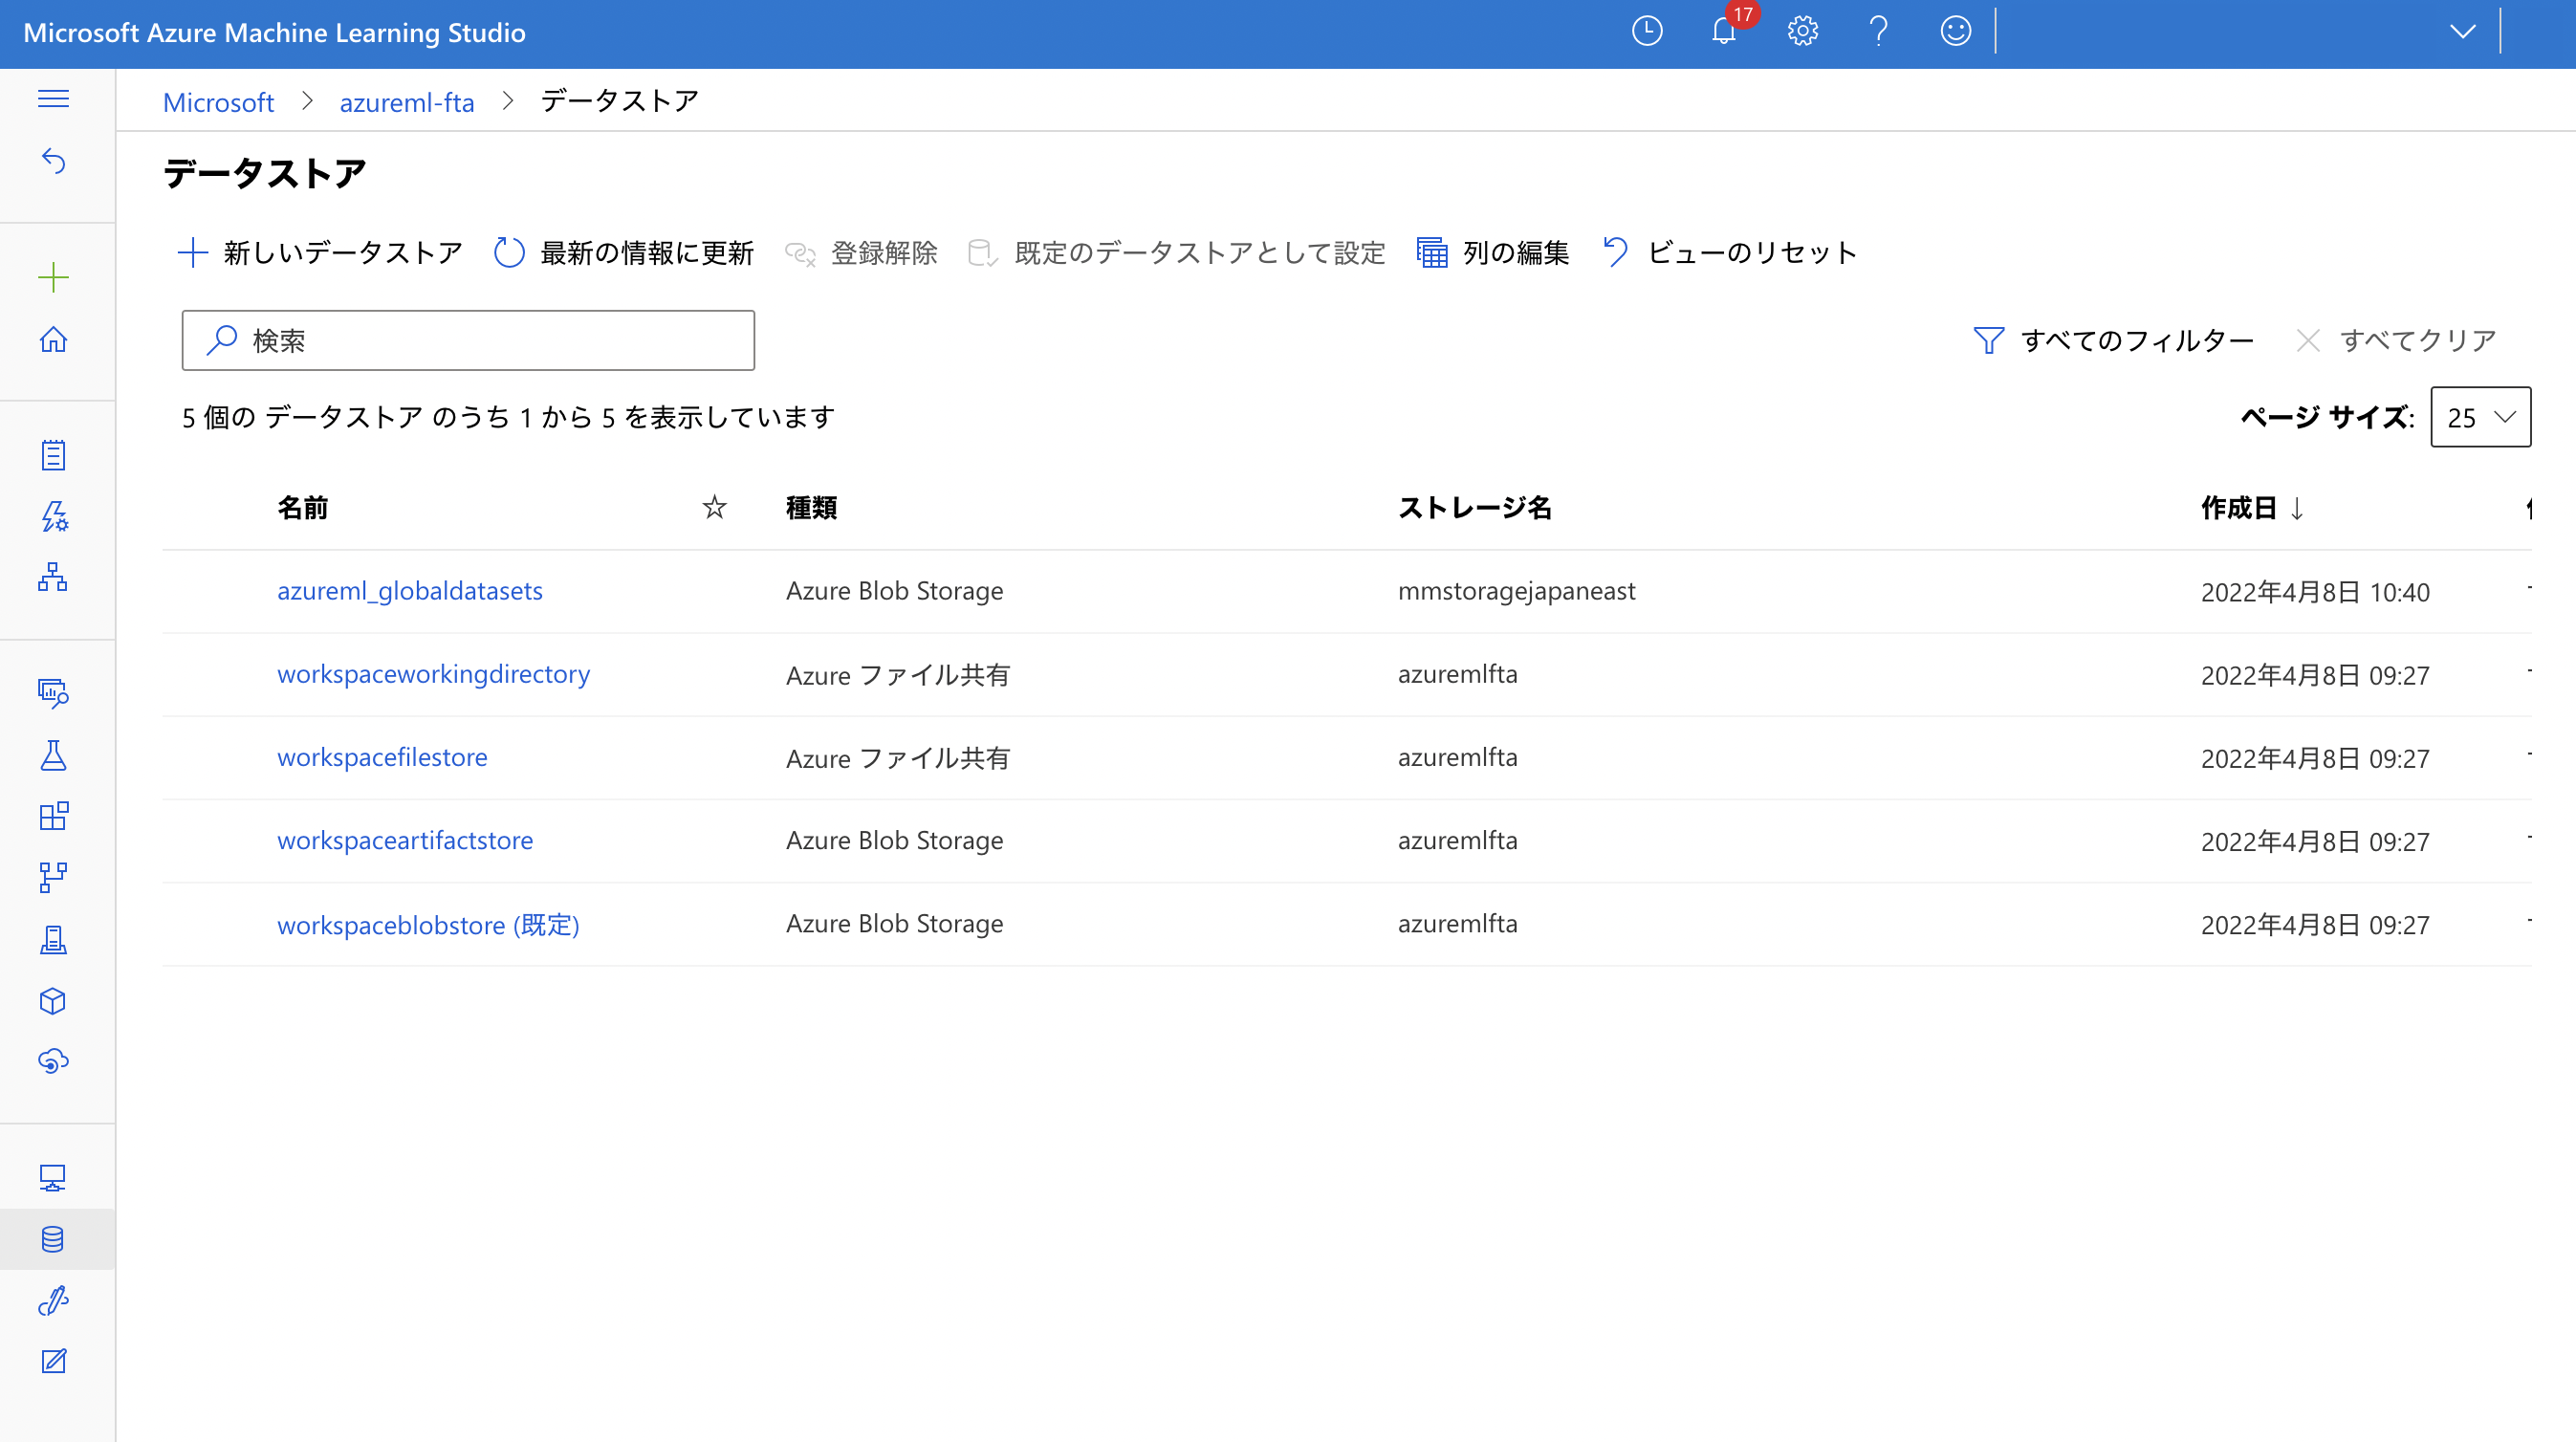 Microsoft Azure Machine Learning Studio
17
Microsoft > azureml-fta > データストア
データストア
新しいデータストア 最新の情報に更新 登録解除 既定のデータストアとして設定 列の編集 ビューのリセット
検索 すべてのフィルター すべてクリア
5 個の データストア のうち 1 から 5 を表示しています ページ サイズ: 25
名前 種類 ストレージ名 作成日 ↓
azureml_globaldatasets Azure Blob Storage mmstoragejapaneast 2022年4月8日 10:40
workspaceworkingdirectory Azure ファイル共有 azuremlfta 2022年4月8日 09:27
workspacefilestore Azure ファイル共有 azuremlfta 2022年4月8日 09:27
workspaceartifactstore Azure Blob Storage azuremlfta 2022年4月8日 09:27
workspaceblobstore (既定) Azure Blob Storage azuremlfta 2022年4月8日 09:27